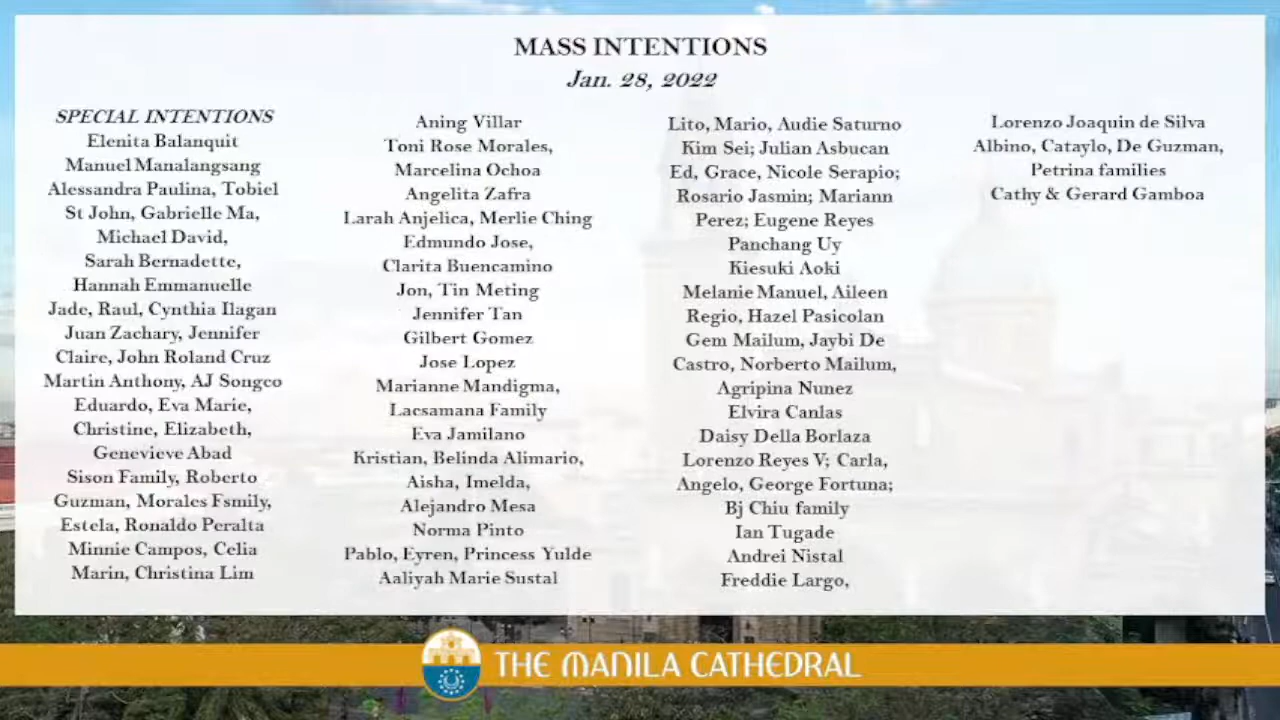 MASS INTENTIONS
Jan. 28, 2022
SPECIAL INTENTIONS
Elenita Balanquit
Manuel Manalangsang
Alessandra Paulina, Tobiel
St John, Gabrielle Ma,
Michael David,
Sarah Bernadette,
Hannah Emmanuelle
Jade, Raul, Cynthia Ilagan
Juan Zachary, Jennifer
Claire, John Roland Cruz
Martin Anthony, AJ Songco
Eduardo, Eva Marie,
Christine, Elizabeth,
Genevieve Abad
Sison Family, Roberto
Guzman, Morales Fsmily,
Estela, Ronaldo Peralta
Minnie Campos, Celia
Marin, Christina Lim
Aning Villar
Toni Rose Morales,
Marcelina Ochoa
Angelita Zafra
Larah Anjelica, Merlie Ching
Edmundo Jose,
Clarita Buencamino
Jon, Tin Meting
Jennifer Tan
Gilbert Gomez
Jose Lopez
Marianne Mandigma,
Lacsamana Family
Eva Jamilano
Kristian, Belinda Alimario,
Aisha, Imelda,
Alejandro Mesa
Norma Pinto
Pablo, Eyren, Princess Yulde
Aaliyah Marie Sustal
Lito, Mario, Audie Saturno
Kim Sei; Julian Asbucan
Ed, Grace, Nicole Serapio;
Rosario Jasmin; Mariann
Perez; Eugene Reyes
Panchang Uy
Kiesuki Aoki
Melanie Manuel, Aileen
Regio, Hazel Pasicolan
Gem Mailum, Jaybi De
Castro, Norberto Mailum,
Agripina Nunez
Elvira Canlas
Daisy Della Borlaza
Lorenzo Reyes V; Carla,
Angelo, George Fortuna;
Bj Chiu family
Ian Tugade
Andrei Nistal
Freddie Largo,
Lorenzo Joaquin de Silva
Albino, Cataylo, De Guzman,
Petrina families
Cathy & Gerard Gamboa
THE MANILA CATHEDRAL